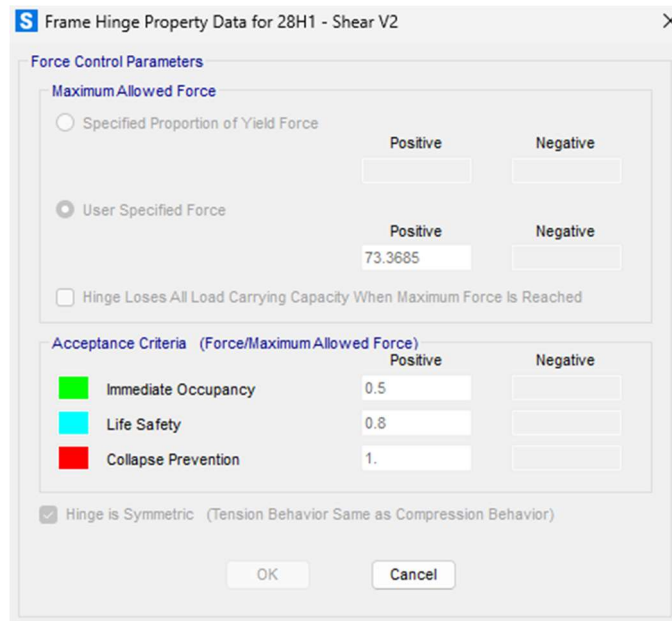 S Frame Hinge Property Data for 28H1 - Shear V2
Force Control Parameters
Maximum Allowed Force
Specified Proportion of Yield Force
Positive Negative
User Specified Force
Positive Negative
73.3685
Hinge Loses All Load Carrying Capacity When Maximum Force Is Reached
Acceptance Criteria (Force/Maximum Allowed Force)
Positive Negative
Immediate Occupancy 0.5
Life Safety 0.8
Collapse Prevention 1.
Hinge is Symmetric (Tension Behavior Same as Compression Behavior)
OK Cancel